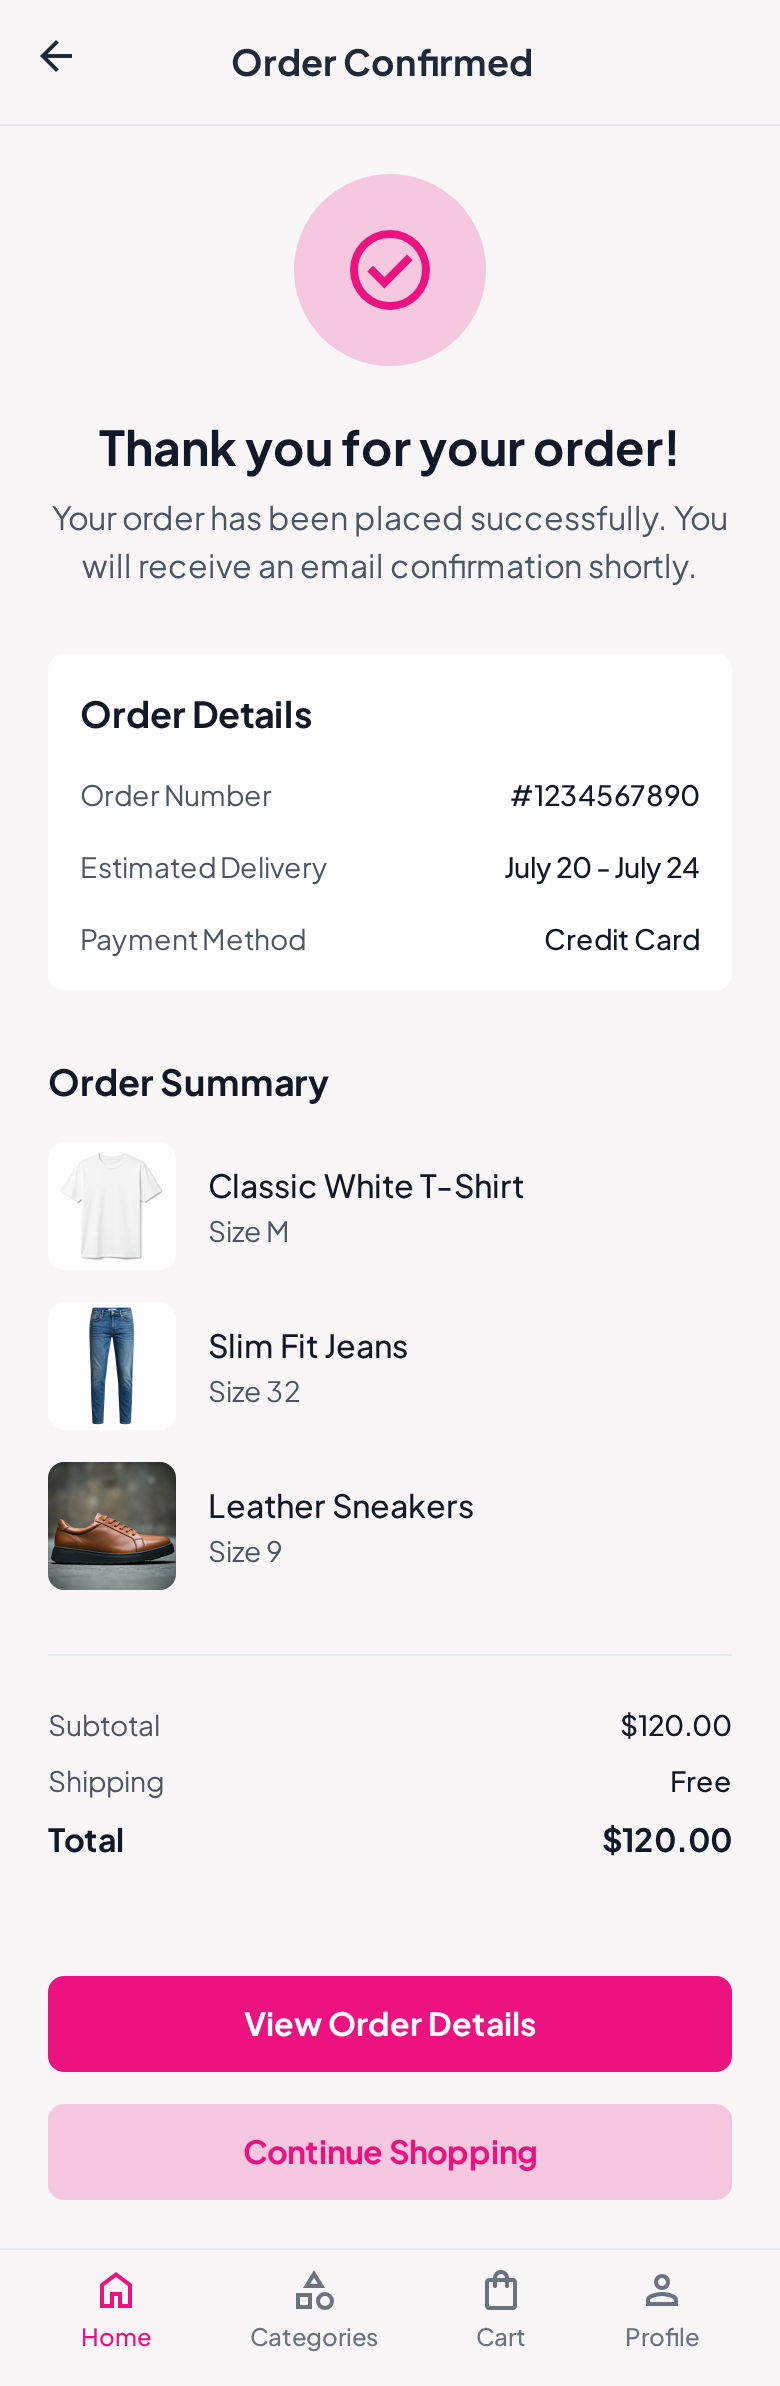 Order Confirmed
Thank you for your order!
Your order has been placed successfully. You
will receive an email confirmation shortly.
Order Details
Order Number #1234567890
Estimated Delivery July 20 - July 24
Payment Method Credit Card
Order Summary
Classic White T-Shirt
Size M
Slim Fit Jeans
Size 32
Leather Sneakers
Size 9
Subtotal $120.00
Shipping Free
Total $120.00
View Order Details
Continue Shopping
Home Categories Cart Profile